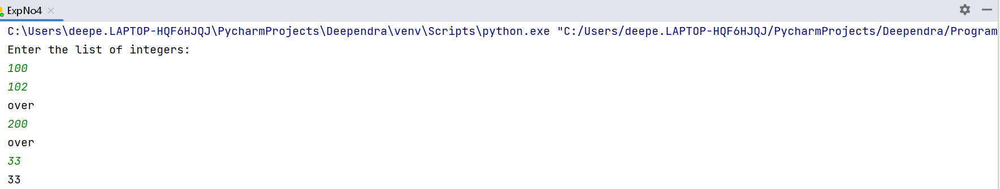 ExpNo4
C:\Users\deepe.LAPTOP-HQF6HJQJ\PycharmProjects\Deependra\venv\Scripts\python.exe "C:/Users/deepe.LAPTOP-HQF6HJQJ/PycharmProjects/Deependra/Program
Enter the list of integers:
100
102
over
200
over
33
33